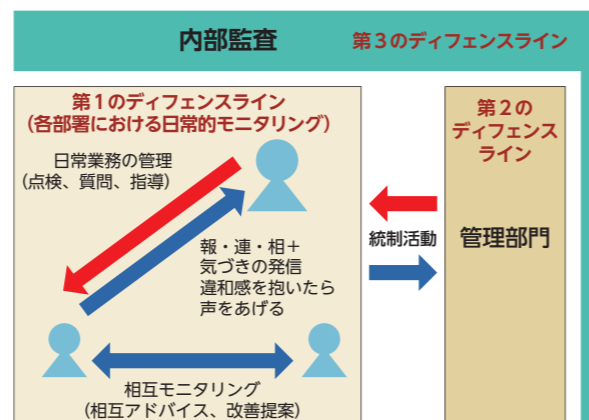 内部監査
第3のディフェンスライン
第1のディフェンスライン
(各部署における日常的モニタリング)
日常業務の管理
(点検、質問、指導)
報・連・相+
気づきの発信
違和感を抱いたら
声をあげる
相互モニタリング
(相互アドバイス、改善提案)
統制活動
第2の
ディフェンス
ライン
管理部門